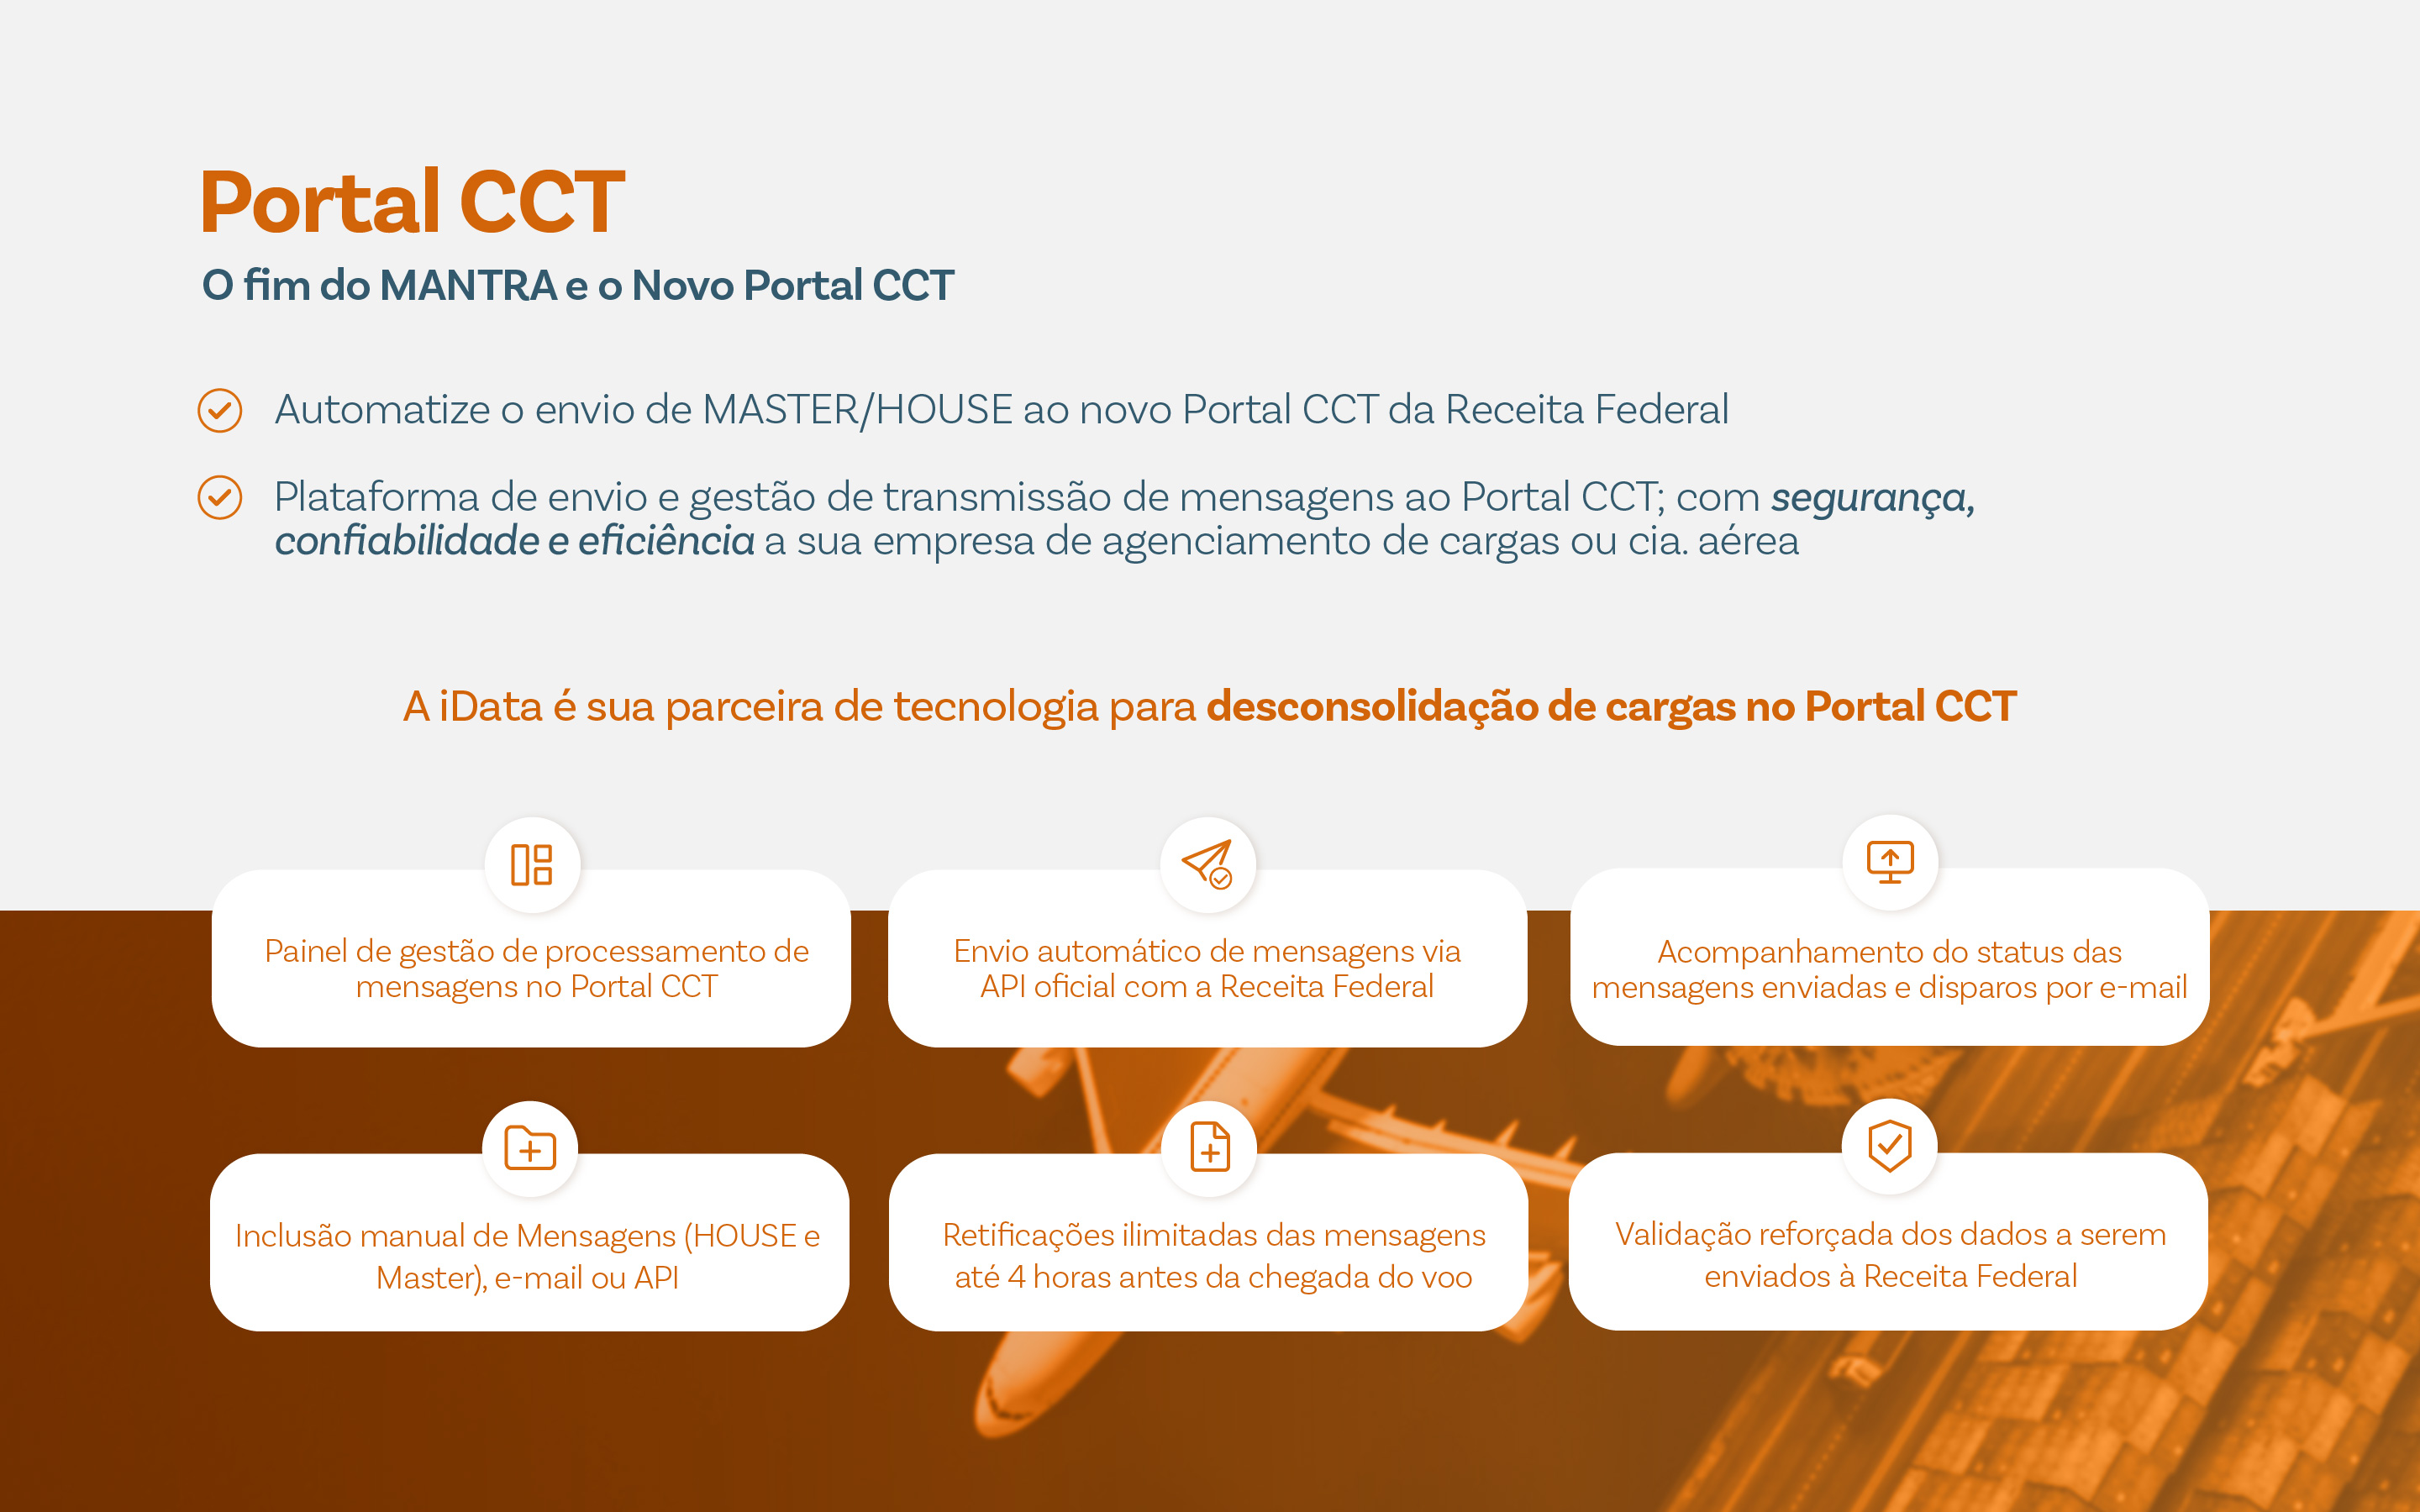 Portal CCT
O fim do MANTRA e o Novo Portal CCT
Automatize o envio de MASTER/HOUSE ao novo Portal CCT da Receita Federal
Plataforma de envio e gestão de transmissão de mensagens ao Portal CCT; com segurança,
confiabilidade e eficiência a sua empresa de agenciamento de cargas ou cia. aérea
A iData é sua parceira de tecnologia para desconsolidação de cargas no Portal CCT
Painel de gestão de processamento de
mensagens no Portal CCT
Envio automático de mensagens via
API oficial com a Receita Federal
Acompanhamento do status das
mensagens enviadas e disparos por e-mail
Inclusão manual de Mensagens (HOUSE e
Master), e-mail ou API
Retificações ilimitadas das mensagens
até 4 horas antes da chegada do voo
Validação reforçada dos dados a serem
enviados à Receita Federal